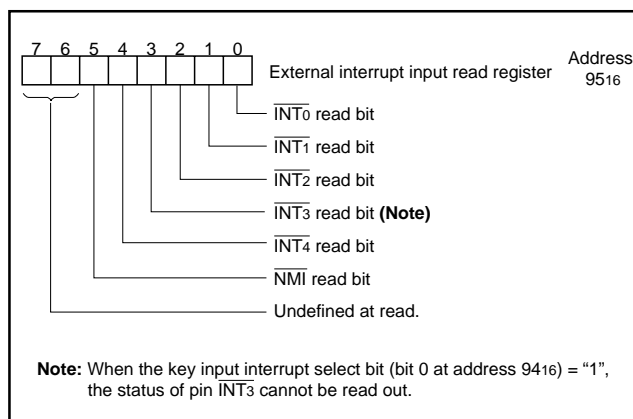 7 6 5 4 3 2 1 0
External interrupt input read register
Address
9516
INT0 read bit
INT1 read bit
INT2 read bit
INT3 read bit (Note)
INT4 read bit
NMI read bit
Undefined at read.
Note: When the key input interrupt select bit (bit 0 at address 9416) = “1”,
the status of pin INT3 cannot be read out.